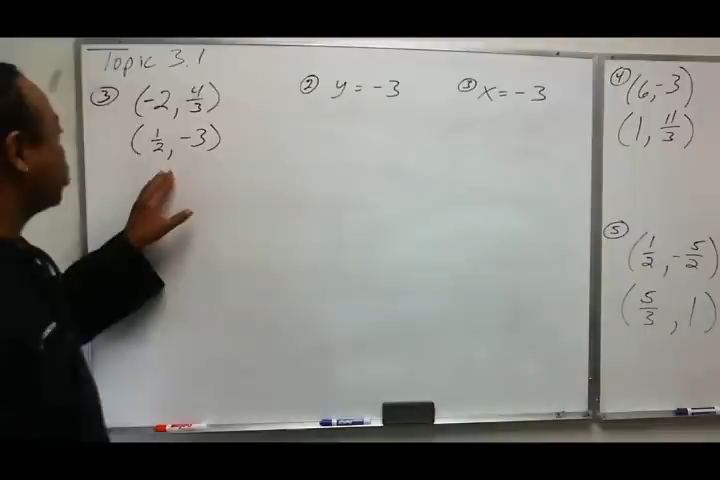 Topic 3.1
③ (-2, 4/3)
(1/2, -3)
② y = -3
③ x = -3
④ (6, -3)
(1, 11/3)
⑤ (1/2, -5/2)
(5/3, 1)